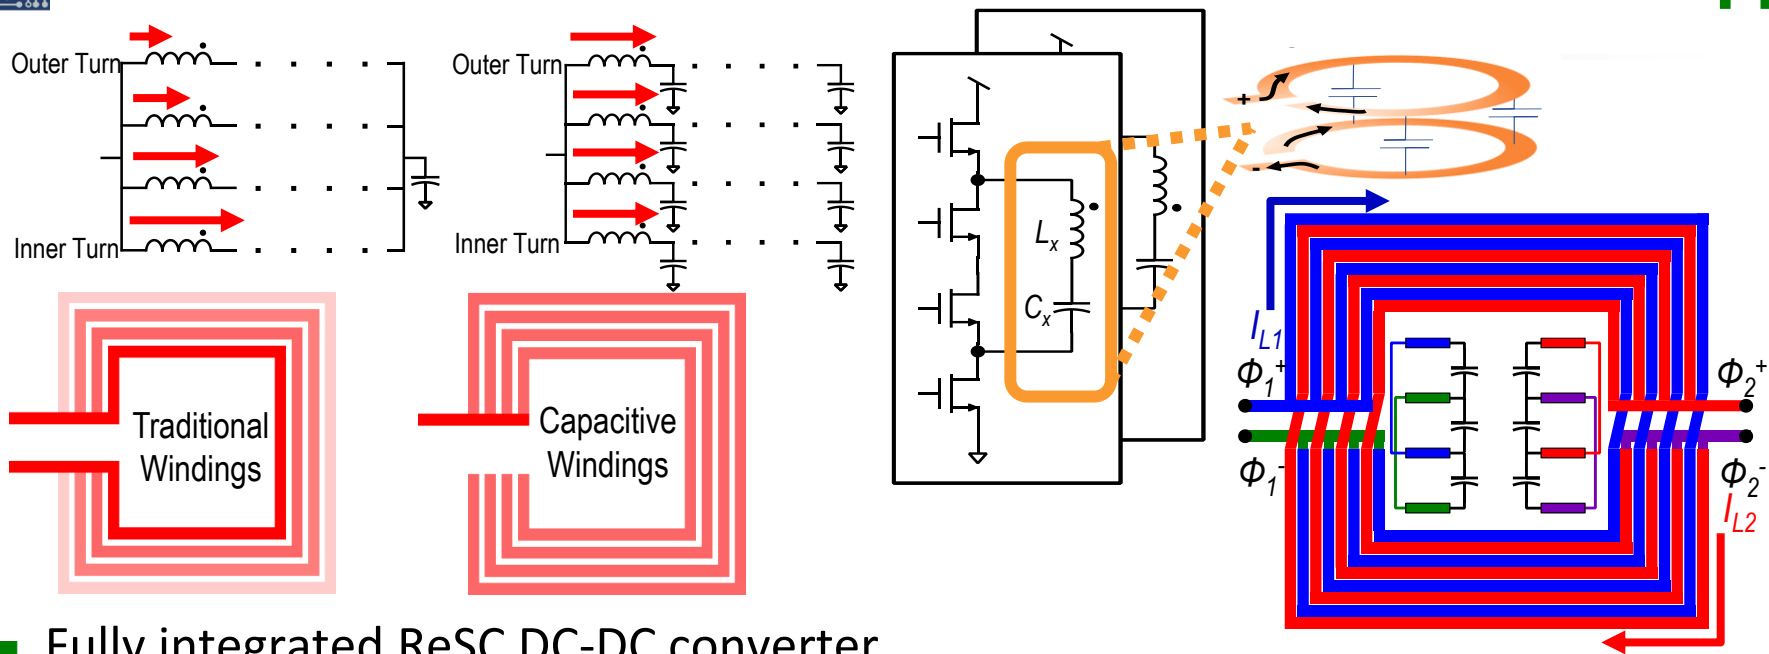 Outer Turn
Inner Turn
Outer Turn
Inner Turn
Traditional
Windings
Capacitive
Windings
Lx
Cx
+
-
IL1
Φ1+
Φ1-
Φ2+
Φ2-
IL2
Fully integrated ReSC DC-DC converter